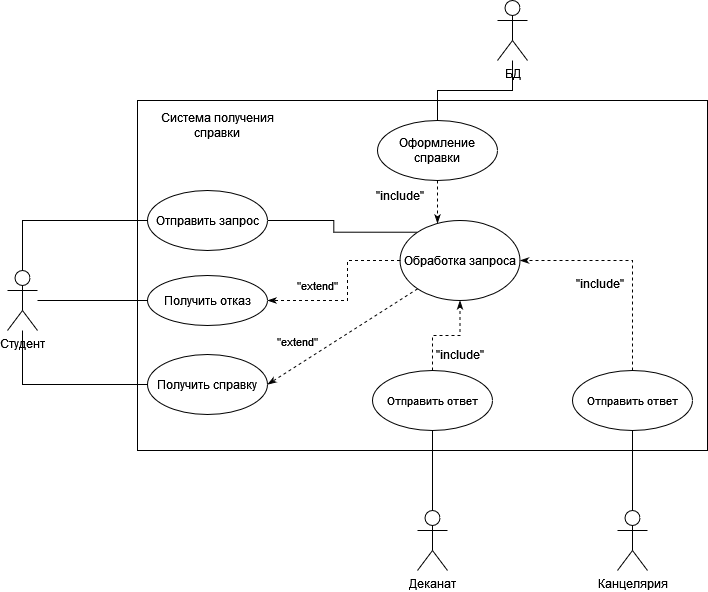 БД
Система получения
справки
Оформление
справки
"include"
Отправить запрос
Обработка запроса
"extend"
"include"
Получить отказ
Студент
"extend"
"include"
Получить справку
Отправить ответ
Отправить ответ
Деканат
Канцелярия